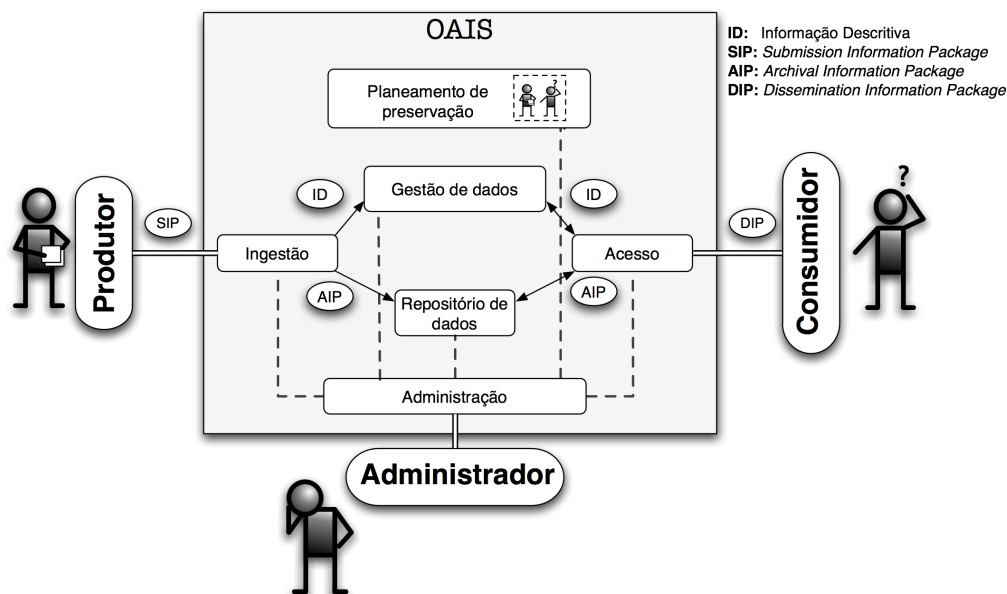 OAIS
ID: Informação Descritiva
SIP: Submission Information Package
AIP: Archival Information Package
DIP: Dissemination Information Package
Planeamento de
preservação
?
Produtor
SIP
Ingestão
ID
Gestão de dados
ID
AIP
Repositório de
dados
AIP
Acesso
DIP
Consumidor
?
Administração
Administrador